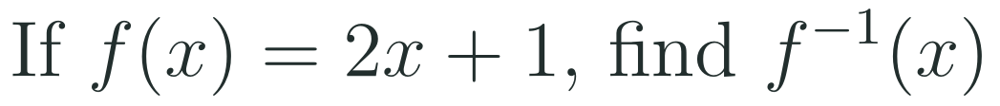 If f(x) = 2x + 1, find f⁻¹(x)